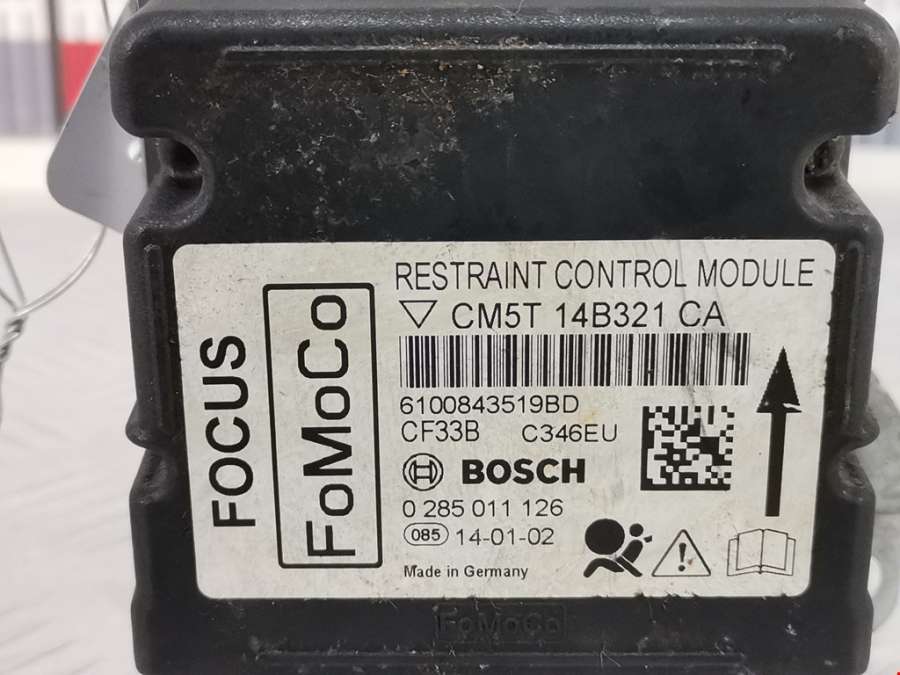 RESTRAINT CONTROL MODULE
CM5T 14B321 CA
FOCUS
FoMoCo
6100843519BD
CF33B C346EU
BOSCH
0 285 011 126
085 14-01-02
Made in Germany
FoMoCo